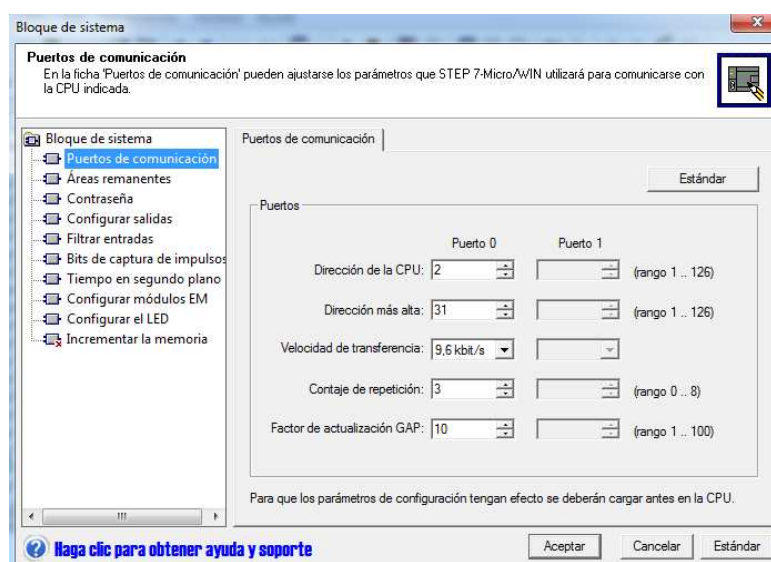 Bloque de sistema
Puertos de comunicación
En la ficha 'Puertos de comunicación' pueden ajustarse los parámetros que STEP 7-Micro/WIN utilizará para comunicarse con
la CPU indicada.
Bloque de sistema
Puertos de comunicación
Áreas remanentes
Contraseña
Configurar salidas
Filtrar entradas
Bits de captura de impulsos
Tiempo en segundo plano
Configurar módulos EM
Configurar el LED
Incrementar la memoria
Puertos de comunicación
Estándar
Puertos
Puerto 0 Puerto 1
Dirección de la CPU: 2 (rango 1 .. 126)
Dirección más alta: 31 (rango 1 .. 126)
Velocidad de transferencia: 9,6 kbit/s
Contaje de repetición: 3 (rango 0 .. 8)
Factor de actualización GAP: 10 (rango 1 .. 100)
Para que los parámetros de configuración tengan efecto se deberán cargar antes en la CPU.
Haga clic para obtener ayuda y soporte
Aceptar Cancelar Estándar